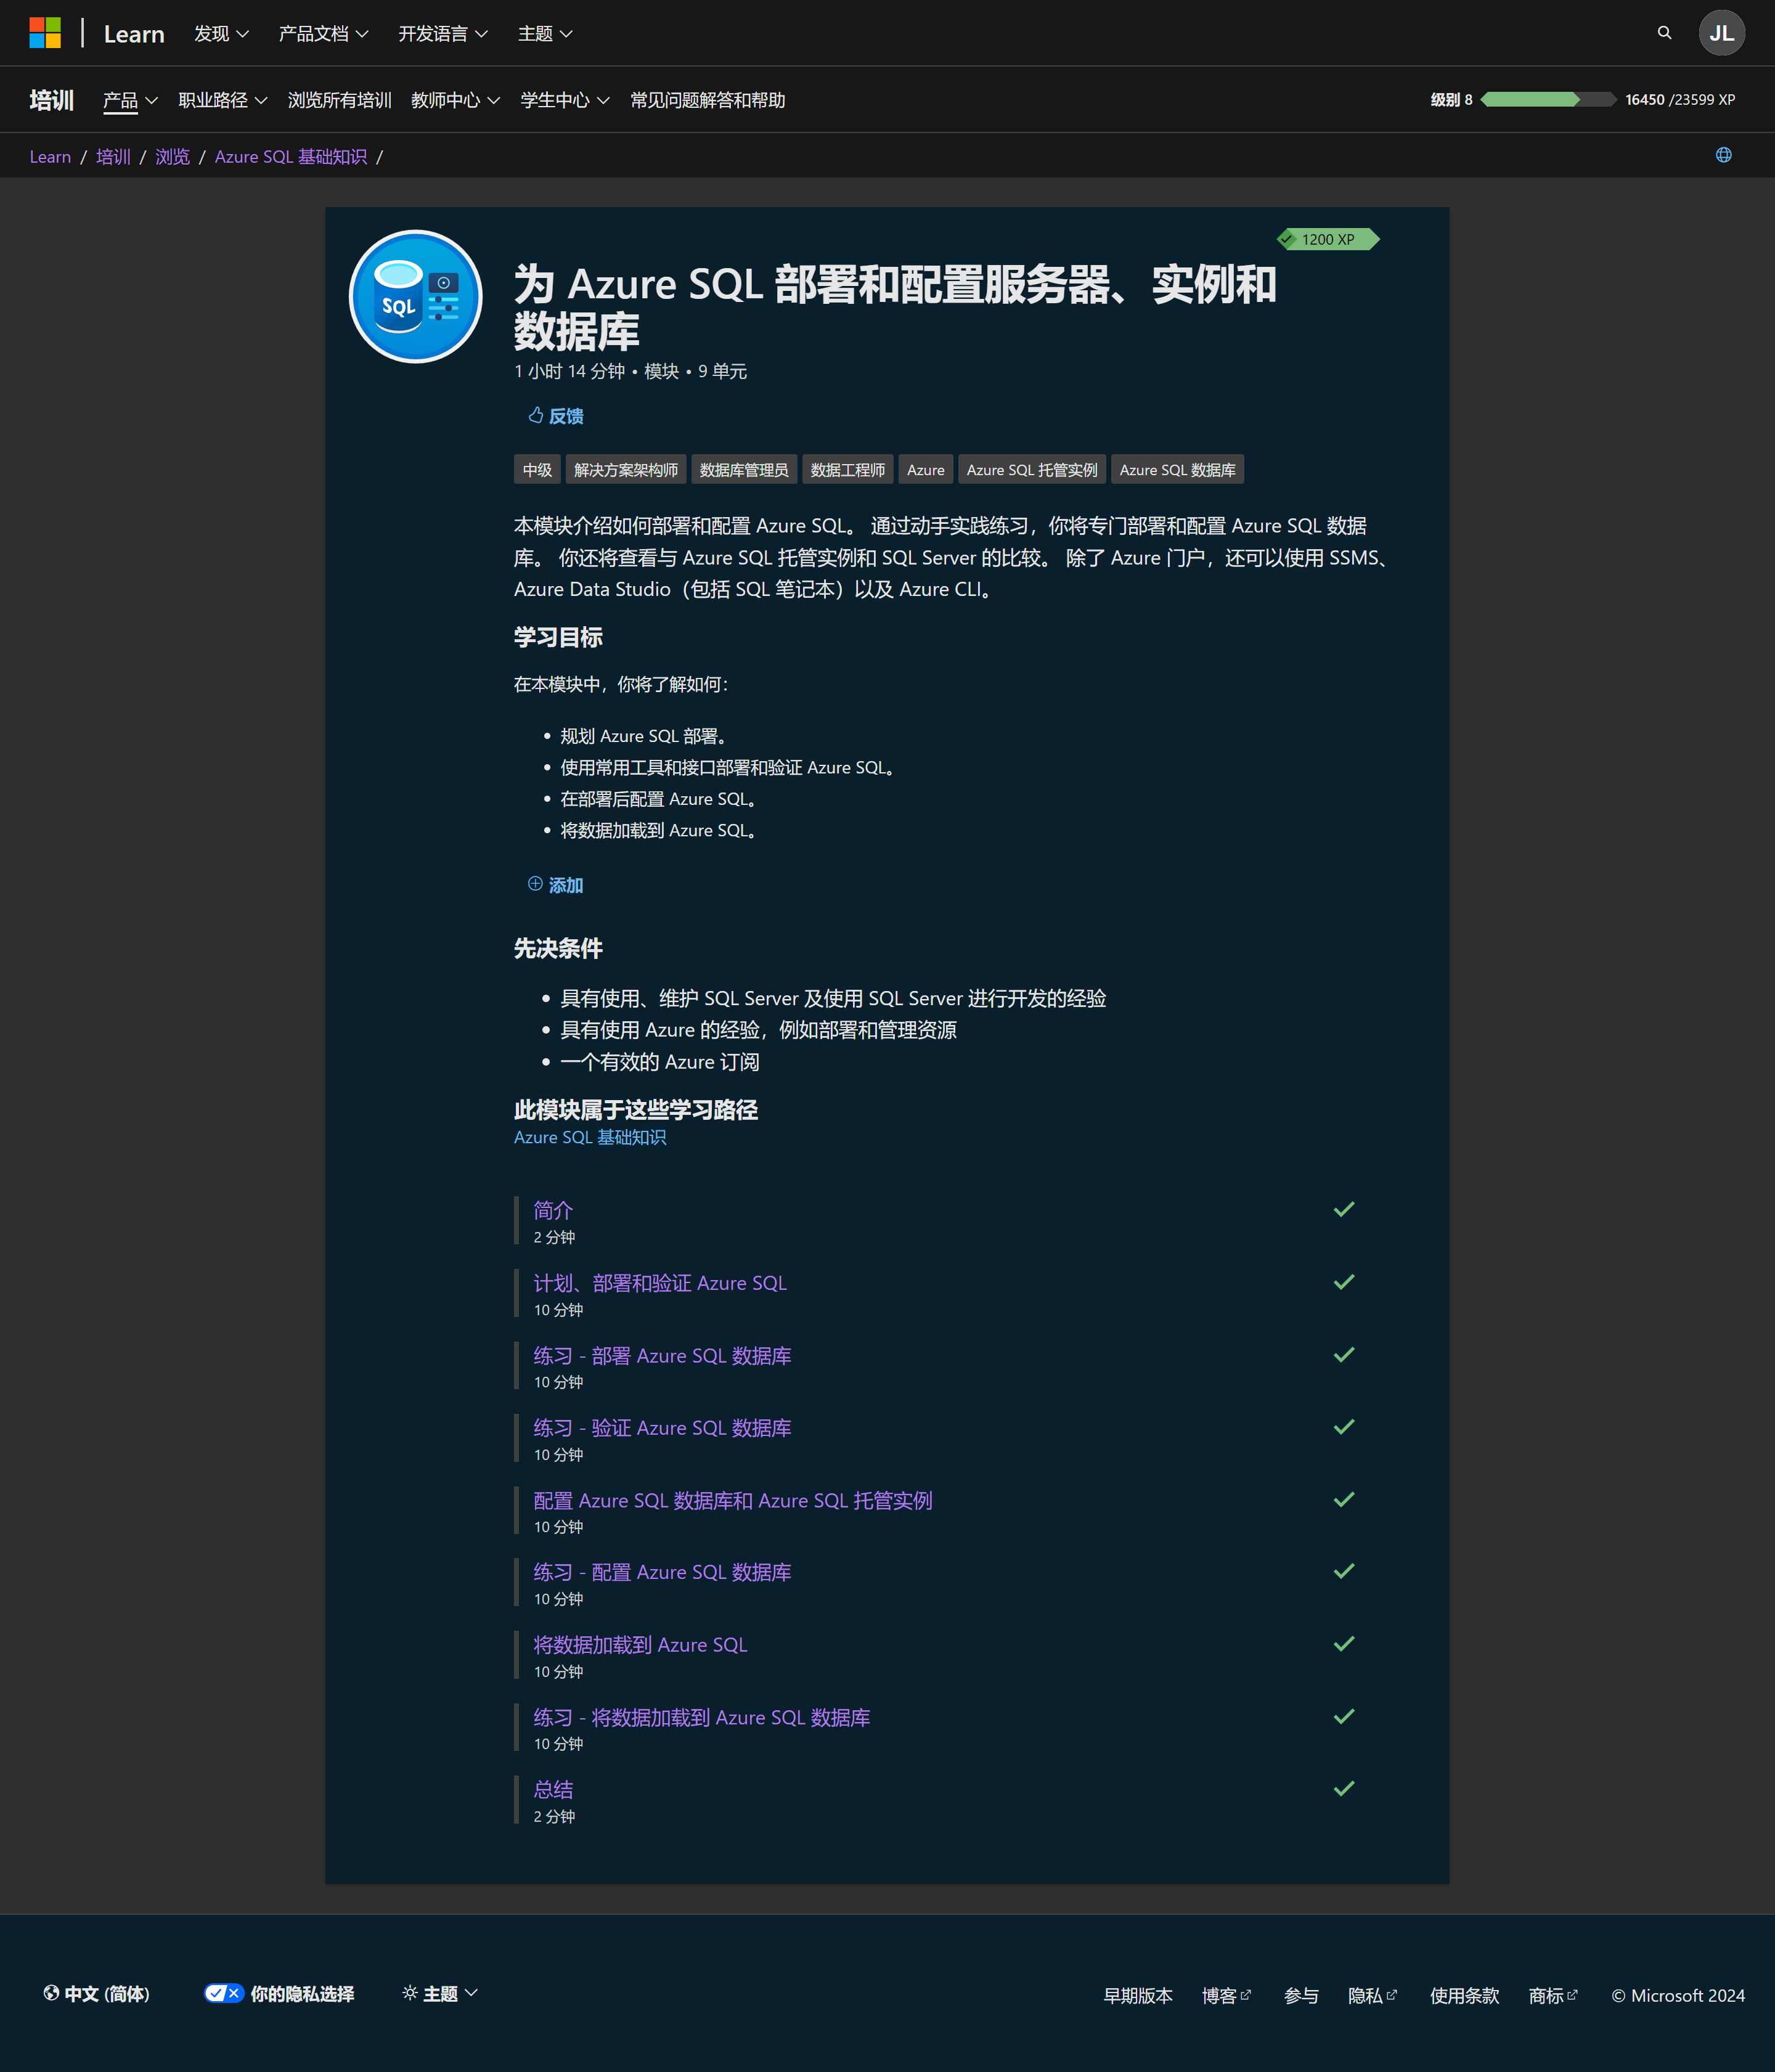 Learn 发现 产品文档 开发语言 主题 JL
培训 产品 职业路径 浏览所有培训 教师中心 学生中心 常见问题解答和帮助 级别 8 16450 /23599 XP
Learn / 培训 / 浏览 / Azure SQL 基础知识 /
1200 XP
SQL
为 Azure SQL 部署和配置服务器、实例和
数据库
1 小时 14 分钟 • 模块 • 9 单元
反馈
中级 解决方案架构师 数据库管理员 数据工程师 Azure Azure SQL 托管实例 Azure SQL 数据库
本模块介绍如何部署和配置 Azure SQL。 通过动手实践练习，你将专门部署和配置 Azure SQL 数据
库。 你还将查看与 Azure SQL 托管实例和 SQL Server 的比较。 除了 Azure 门户，还可以使用 SSMS、
Azure Data Studio（包括 SQL 笔记本）以及 Azure CLI。
学习目标
在本模块中，你将了解如何：
• 规划 Azure SQL 部署。
• 使用常用工具和接口部署和验证 Azure SQL。
• 在部署后配置 Azure SQL。
• 将数据加载到 Azure SQL。
添加
先决条件
• 具有使用、维护 SQL Server 及使用 SQL Server 进行开发的经验
• 具有使用 Azure 的经验，例如部署和管理资源
• 一个有效的 Azure 订阅
此模块属于这些学习路径
Azure SQL 基础知识
简介
2 分钟
计划、部署和验证 Azure SQL
10 分钟
练习 - 部署 Azure SQL 数据库
10 分钟
练习 - 验证 Azure SQL 数据库
10 分钟
配置 Azure SQL 数据库和 Azure SQL 托管实例
10 分钟
练习 - 配置 Azure SQL 数据库
10 分钟
将数据加载到 Azure SQL
10 分钟
练习 - 将数据加载到 Azure SQL 数据库
10 分钟
总结
2 分钟
中文 (简体) 你的隐私选择 主题 早期版本 博客 参与 隐私 使用条款 商标 © Microsoft 2024